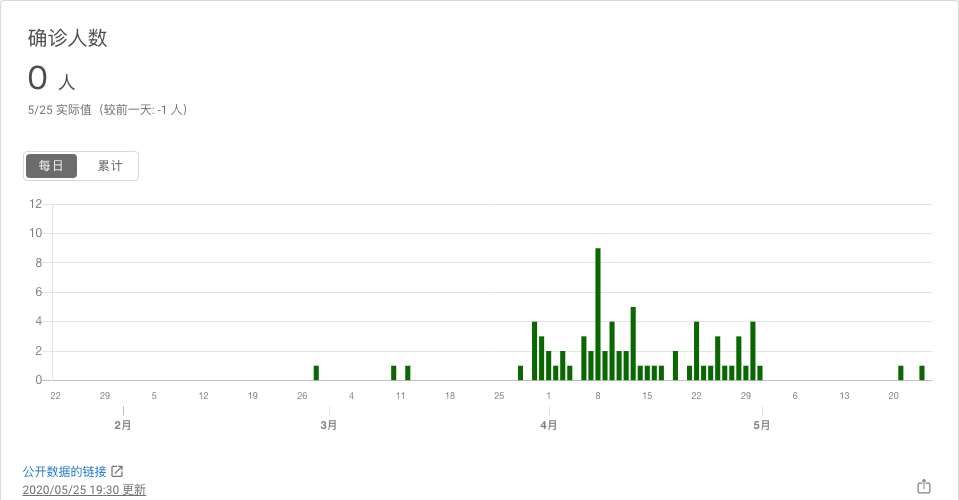 确诊人数
0 人
5/25 实际值（较前一天: -1 人）
每日 累计
12
10
8
6
4
2
0
22 29 5 12 19 26 4 11 18 25 1 8 15 22 29 6 13 20
2月 3月 4月 5月
公开数据的链接
2020/05/25 19:30 更新